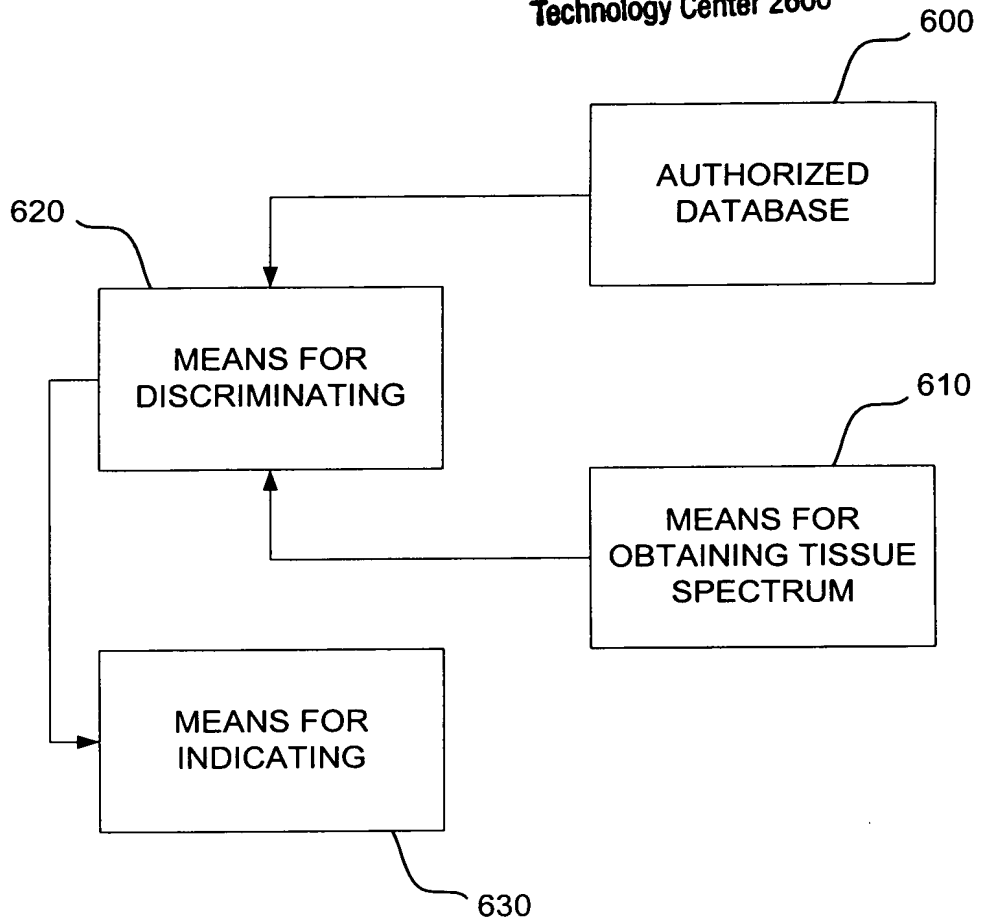 Technology Center 2600
600
AUTHORIZED
DATABASE
620
MEANS FOR
DISCRIMINATING
610
MEANS FOR
OBTAINING TISSUE
SPECTRUM
MEANS FOR
INDICATING
630